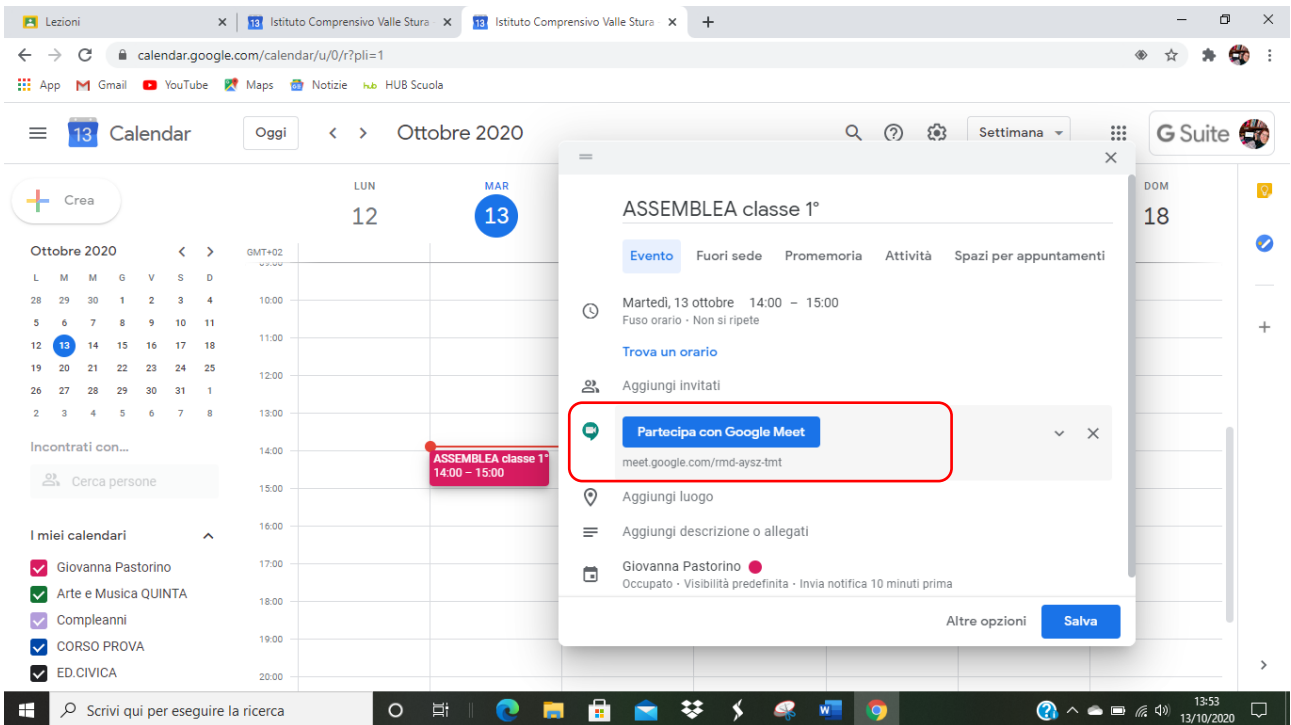 Lezioni
Istituto Comprensivo Valle Stura
Istituto Comprensivo Valle Stura
calendar.google.com/calendar/u/0/r?pli=1
App Gmail YouTube Maps Notizie hub HUB Scuola
13 Calendar Oggi Ottobre 2020 Settimana G Suite
Crea
Ottobre 2020
L M M G V S D
28 29 30 1 2 3 4
5 6 7 8 9 10 11
12 13 14 15 16 17 18
19 20 21 22 23 24 25
26 27 28 29 30 31 1
2 3 4 5 6 7 8
Incontrati con...
Cerca persone
I miei calendari
Giovanna Pastorino
Arte e Musica QUINTA
Compleanni
CORSO PROVA
ED.CIVICA
LUN MAR DOM
12 13 18
GMT+02
09:00
10:00
11:00
12:00
13:00
14:00
15:00
16:00
17:00
18:00
19:00
20:00
ASSEMBLEA classe 1°
14:00 – 15:00
ASSEMBLEA classe 1°
Evento Fuori sede Promemoria Attività Spazi per appuntamenti
Martedì, 13 ottobre 14:00 – 15:00
Fuso orario · Non si ripete
Trova un orario
Aggiungi invitati
Partecipa con Google Meet
meet.google.com/rmd-aysz-tmt
Aggiungi luogo
Aggiungi descrizione o allegati
Giovanna Pastorino
Occupato · Visibilità predefinita · Invia notifica 10 minuti prima
Altre opzioni Salva
Scrivi qui per eseguire la ricerca
13:53
13/10/2020